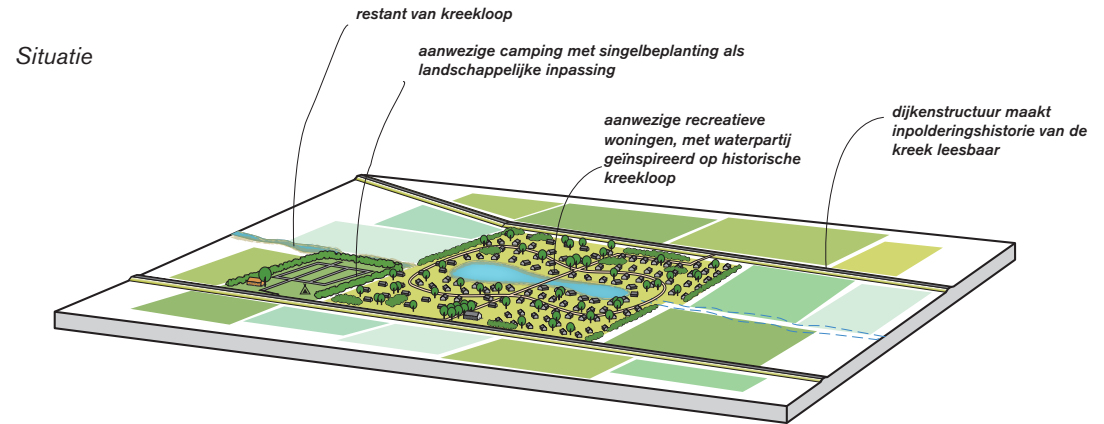 Situatie
restant van kreekloop
aanwezige camping met singelbeplanting als
landschappelijke inpassing
aanwezige recreatieve
woningen, met waterpartij
geïnspireerd op historische
kreekloop
dijkenstructuur maakt
inpolderingshistorie van de
kreek leesbaar